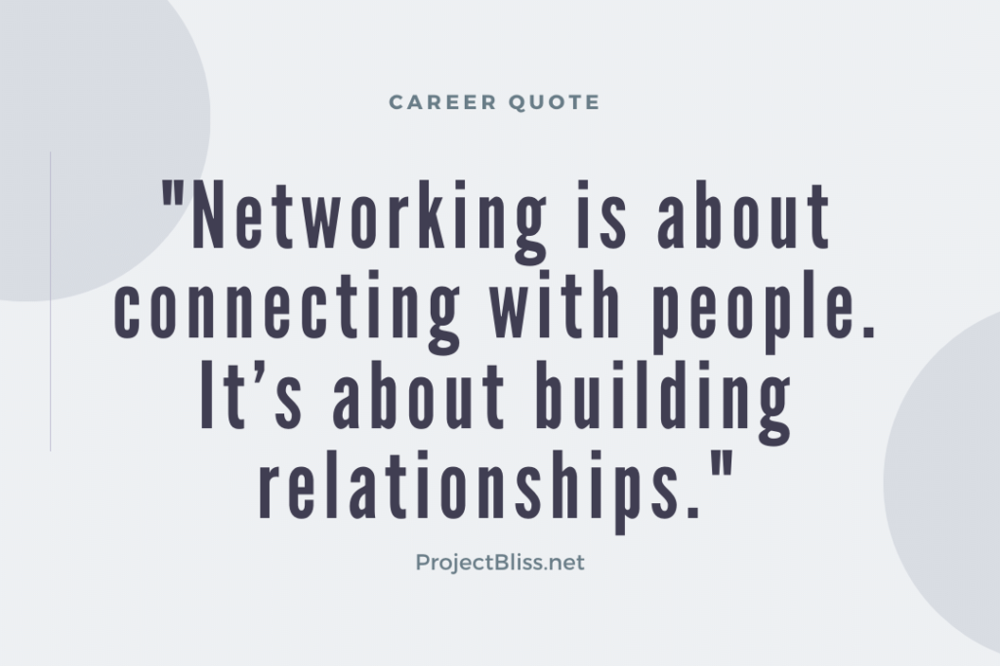 CAREER QUOTE
"Networking is about
connecting with people.
It’s about building
relationships."
ProjectBliss.net